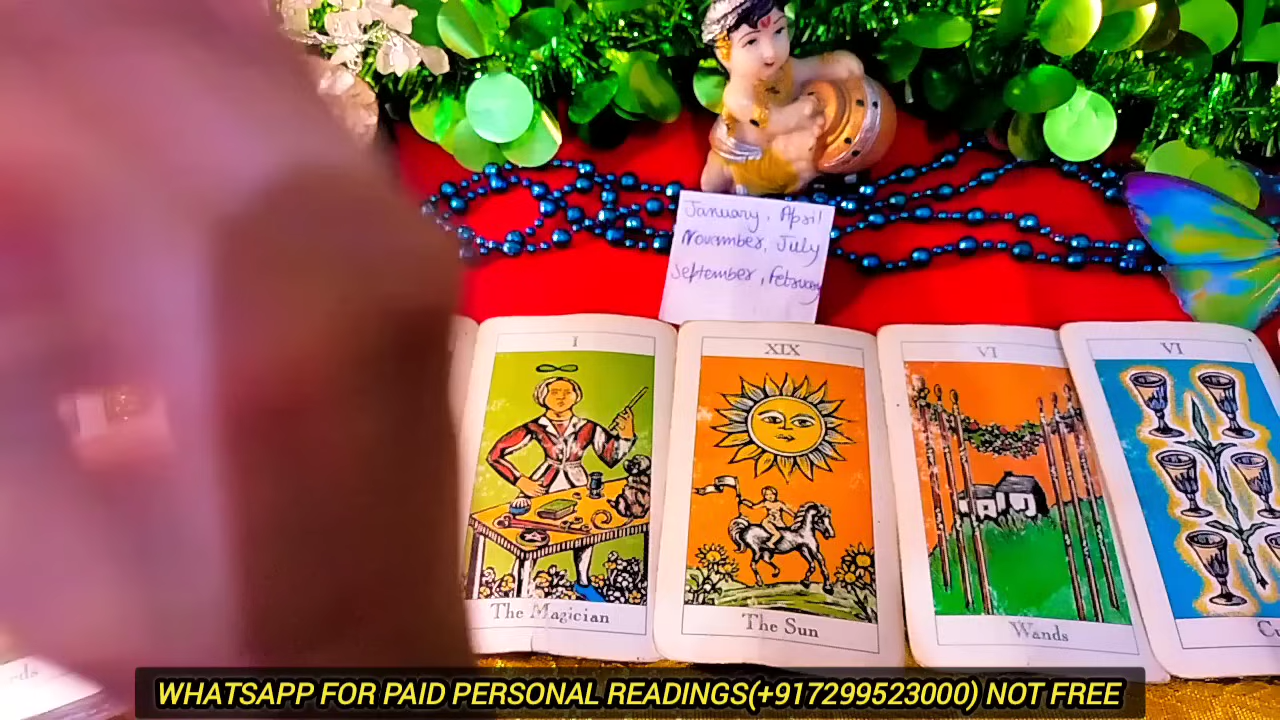 January, April
November, July
September, February
I
The Magician
XIX
The Sun
VI
Wands
VI
WHATSAPP FOR PAID PERSONAL READINGS(+917299523000) NOT FREE